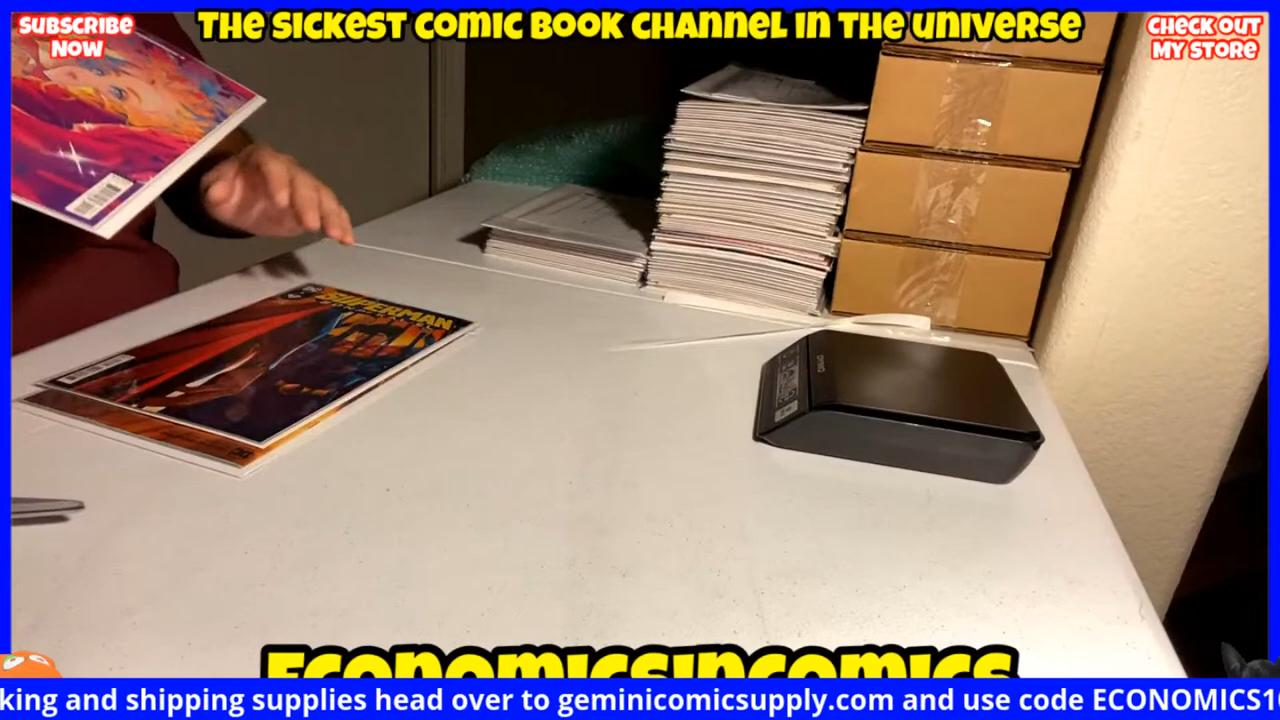 THE SICKEST COMIC BOOK CHANNEL IN THE UNIVERSE
SUBSCRIBE
NOW
CHECK OUT
MY STORE
SUPERMAN
ECONOMICSINCOMICS
king and shipping supplies head over to geminicomicsupply.com and use code ECONOMICS1